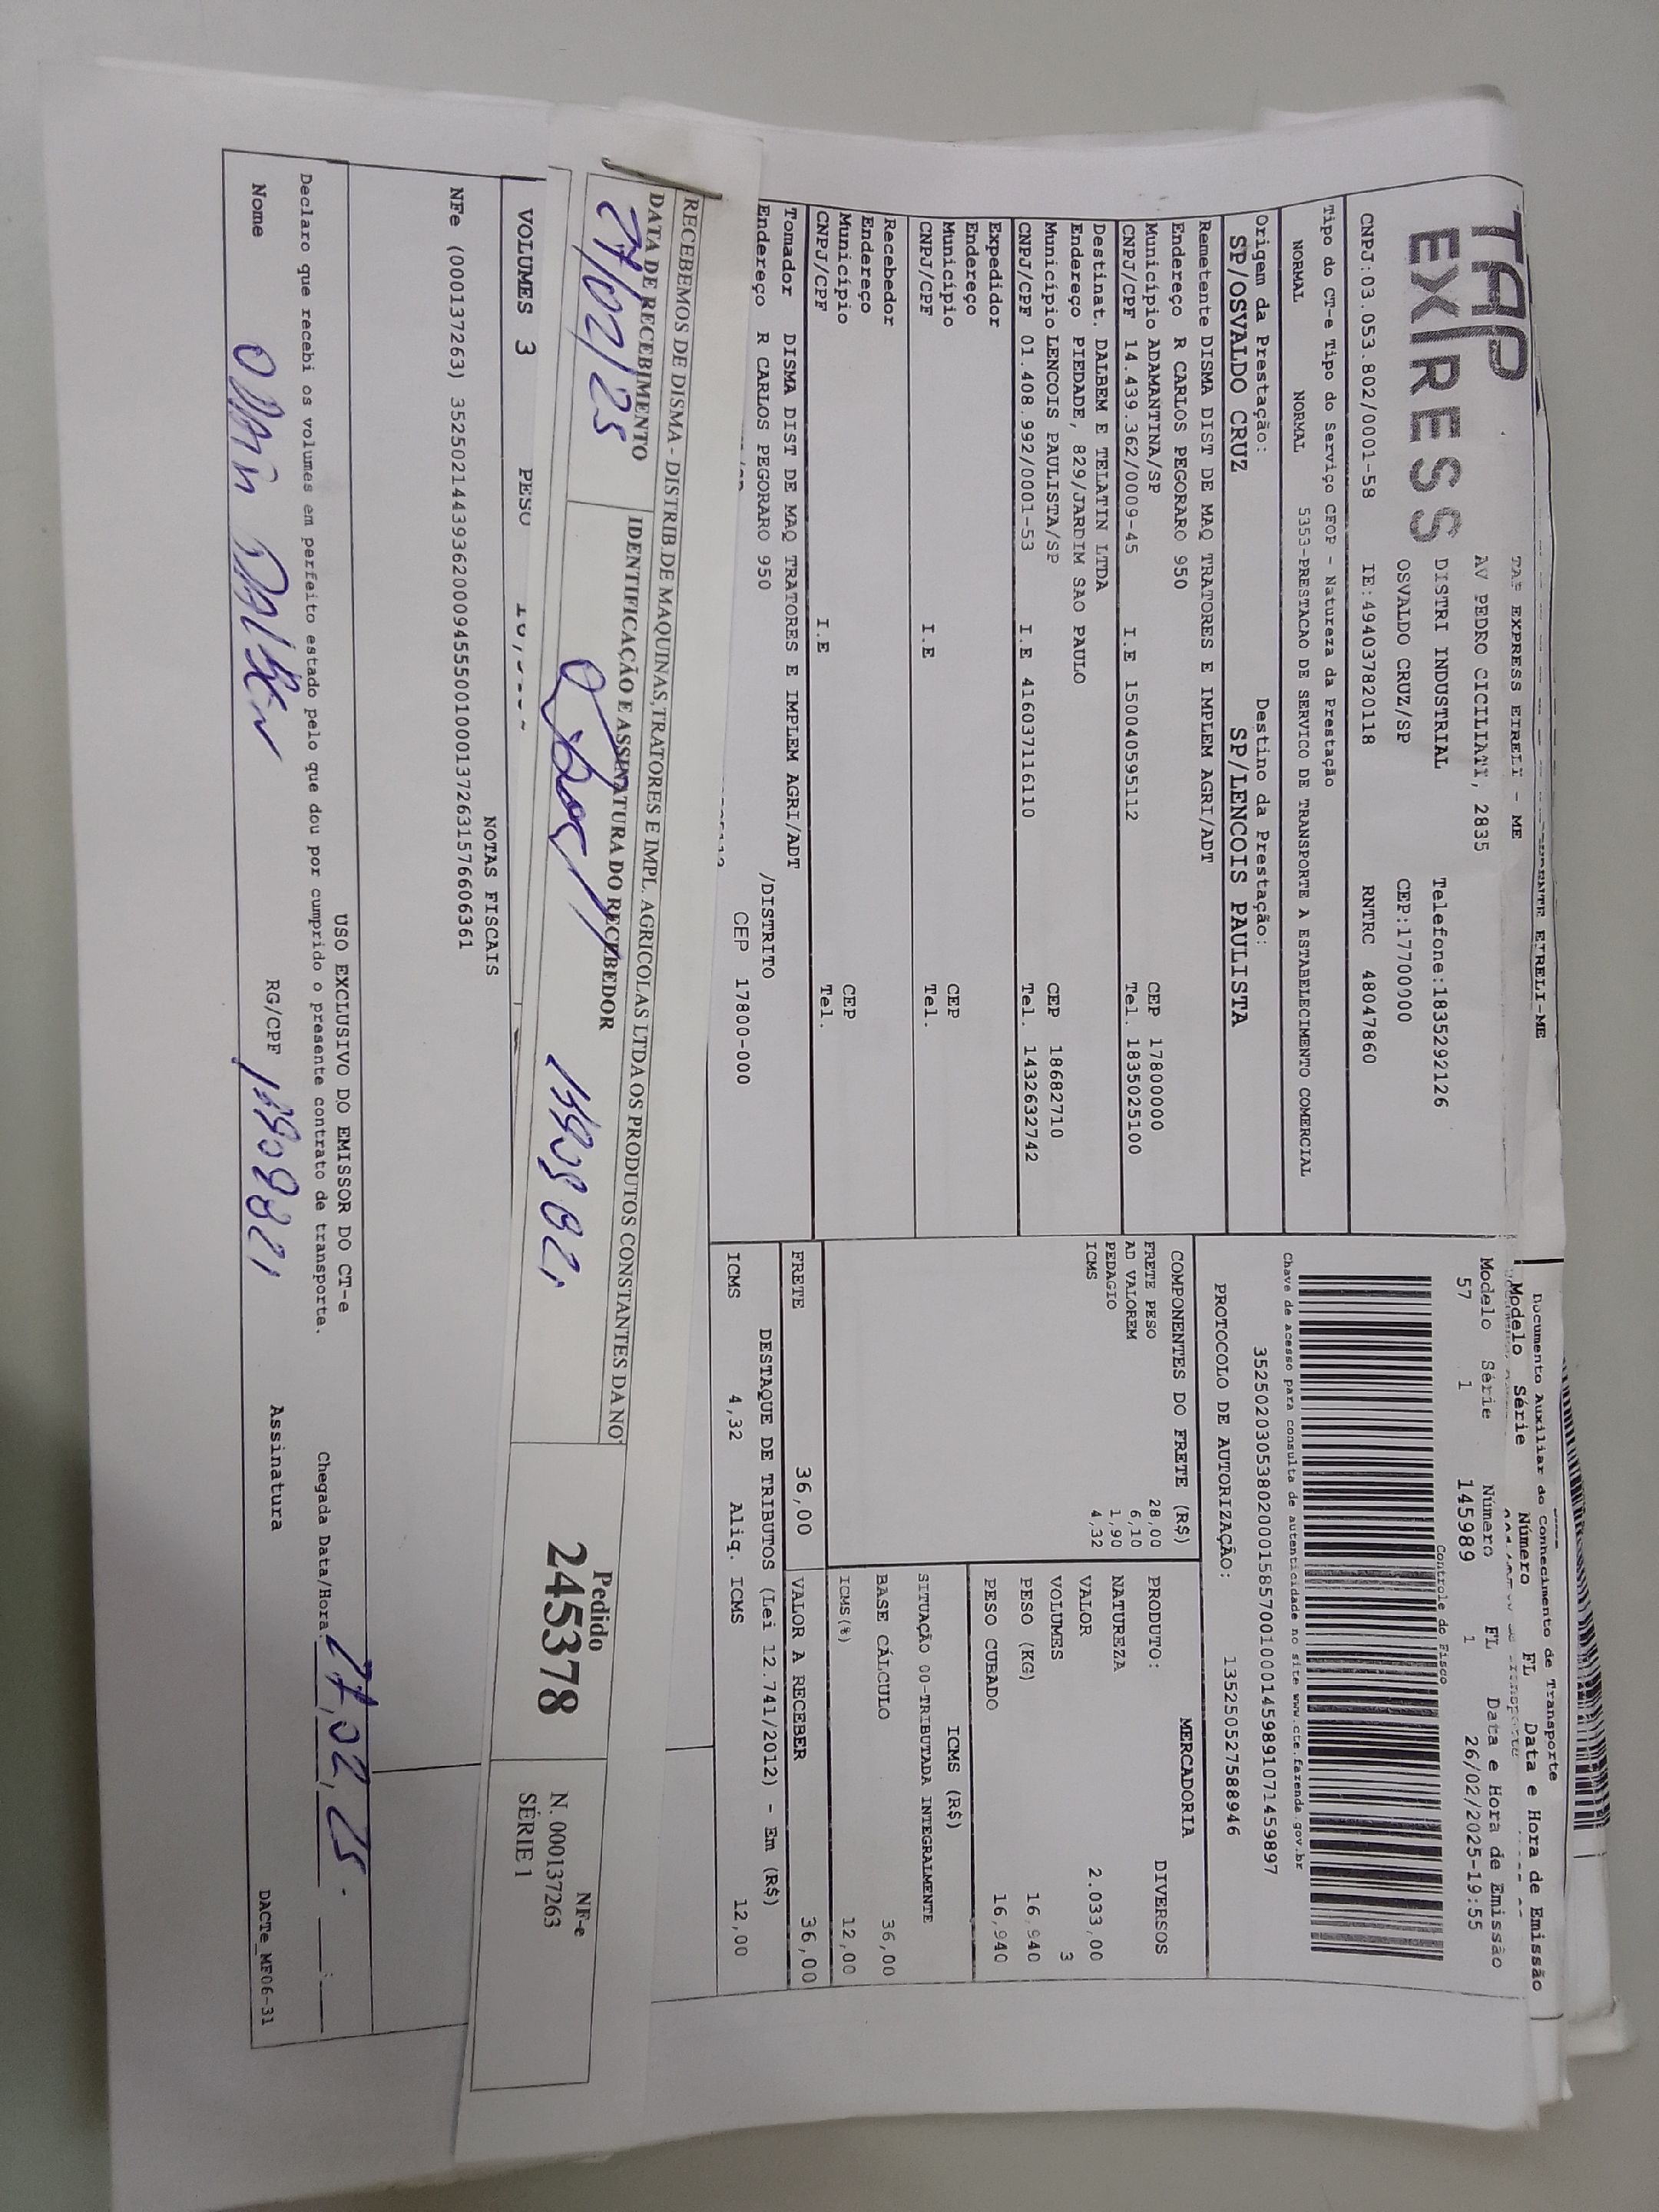 TAP
EXPRESS
TAP EXPRESS EIRELI - ME
AV PEDRO CICILIATI, 2835
DISTRI INDUSTRIAL Telefone:1835292126
OSVALDO CRUZ/SP CEP:17700000
CNPJ:03.053.802/0001-58 IE:494037820118 RNTRC 48047860
Tipo do CT-e Tipo do Serviço CFOP - Natureza da Prestação
NORMAL NORMAL 5353-PRESTACAO DE SERVICO DE TRANSPORTE A ESTABELECIMENTO COMERCIAL
Origem da Prestação: Destino da Prestação:
SP/OSVALDO CRUZ SP/LENCOIS PAULISTA
Remetente DISMA DIST DE MAQ TRATORES E IMPLEM AGRI/ADT
Endereço R CARLOS PEGORARO 950
Município ADAMANTINA/SP CEP 17800000
CNPJ/CPF 14.439.362/0009-45 I.E 150040595112 Tel. 1835025100
Destinat. DALBEM E TELATIN LTDA
Endereço PIEDADE, 829/JARDIM SAO PAULO
Município LENCOIS PAULISTA/SP CEP 18682710
CNPJ/CPF 01.408.992/0001-53 I.E 416037116110 Tel. 1432632742
Expedidor
Endereço
Município CEP
CNPJ/CPF I.E Tel.
Recebedor
Endereço
Município CEP
CNPJ/CPF I.E Tel.
Tomador DISMA DIST DE MAQ TRATORES E IMPLEM AGRI/ADT
Endereço R CARLOS PEGORARO 950 /DISTRITO
CEP 17800-000
Documento Auxiliar do Conhecimento de Transporte
Modelo Série Número FL Data e Hora de Emissão
Modelo Série Número FL Data e Hora de Emissão
57 1 145989 1 26/02/2025-19:55
Controle do Fisco
Chave de acesso para consulta de autenticidade no site www.cte.fazenda.gov.br
35250203053802000158570010001459891071459897
PROTOCOLO DE AUTORIZAÇÃO: 135250527588946
COMPONENTES DO FRETE (R$)
FRETE PESO 28,00
AD VALOREM 6,10
PEDAGIO 1,90
ICMS 4,32
MERCADORIA
PRODUTO: DIVERSOS
NATUREZA
VALOR 2.033,00
VOLUMES 3
PESO (KG) 16,940
PESO CUBADO 16,940
ICMS (R$)
SITUAÇÃO 00-TRIBUTADA INTEGRALMENTE
BASE CÁLCULO 36,00
ICMS(%) 12,00
FRETE 36,00 VALOR A RECEBER 36,00
DESTAQUE DE TRIBUTOS (Lei 12.741/2012) - Em (R$)
ICMS 4,32 Aliq. ICMS 12,00
RECEBEMOS DE DISMA - DISTRIB.DE MAQUINAS,TRATORES E IMPL. AGRICOLAS LTDA OS PRODUTOS CONSTANTES DA NO
DATA DE RECEBIMENTO IDENTIFICAÇÃO E ASSINATURA DO RECEBEDOR
27/02/25
Pedido
245378
NF-e
N. 000137263
SÉRIE 1
VOLUMES 3 PESO
NOTAS FISCAIS
NFe (000137263) 35250214439362000945550010001372631576606361
USO EXCLUSIVO DO EMISSOR DO CT-e
Declaro que recebi os volumes em perfeito estado pelo que dou por cumprido o presente contrato de transporte. Chegada Data/Hora: 27,02,25
Nome RG/CPF Assinatura
DACTe_MF06-31